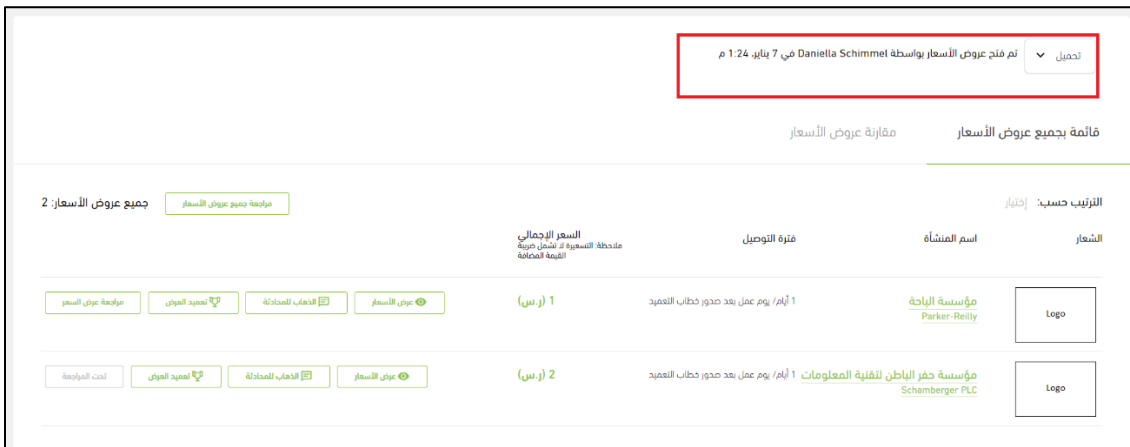 تحميل
تم فتح عروض الأسعار بواسطة Daniella Schimmel في 7 يناير، 1:24 م
قائمة بجميع عروض الأسعار
مقارنة عروض الأسعار
الترتيب حسب: إختيار
مراجعة جميع عروض الأسعار
جميع عروض الأسعار: 2
الشعار
اسم المنشأة
فترة التوصيل
السعر الإجمالي
ملاحظة: التسعيرة لا تشمل ضريبة
القيمة المضافة
Logo
مؤسسة الباحة
Parker-Reilly
1 أيام/ يوم عمل بعد صدور خطاب التعميد
1 (ر.س)
عرض الأسعار
الذهاب للمحادثة
تعميد العرض
مراجعة عرض السعر
Logo
مؤسسة حفر الباطن لتقنية المعلومات
Schamberger PLC
1 أيام/ يوم عمل بعد صدور خطاب التعميد
2 (ر.س)
عرض الأسعار
الذهاب للمحادثة
تعميد العرض
تحت المراجعة